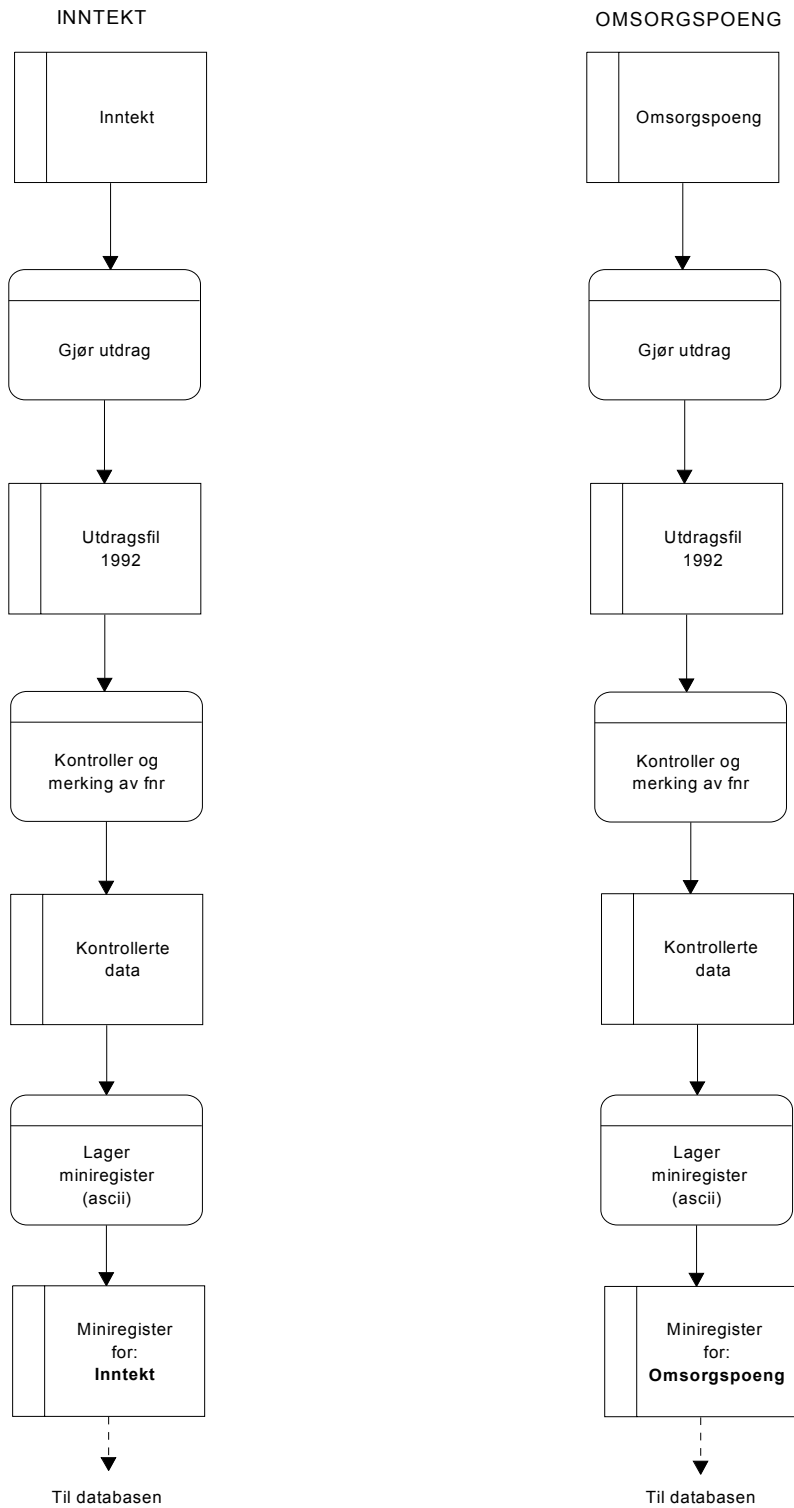 INNTEKT
Inntekt
Gjør utdrag
Utdragsfil
1992
Kontroller og
merking av fnr
Kontrollerte
data
Lager
miniregister
(ascii)
Miniregister
for:
Inntekt
Til databasen
OMSORGSPOENG
Omsorgspoeng
Gjør utdrag
Utdragsfil
1992
Kontroller og
merking av fnr
Kontrollerte
data
Lager
miniregister
(ascii)
Miniregister
for:
Omsorgspoeng
Til databasen